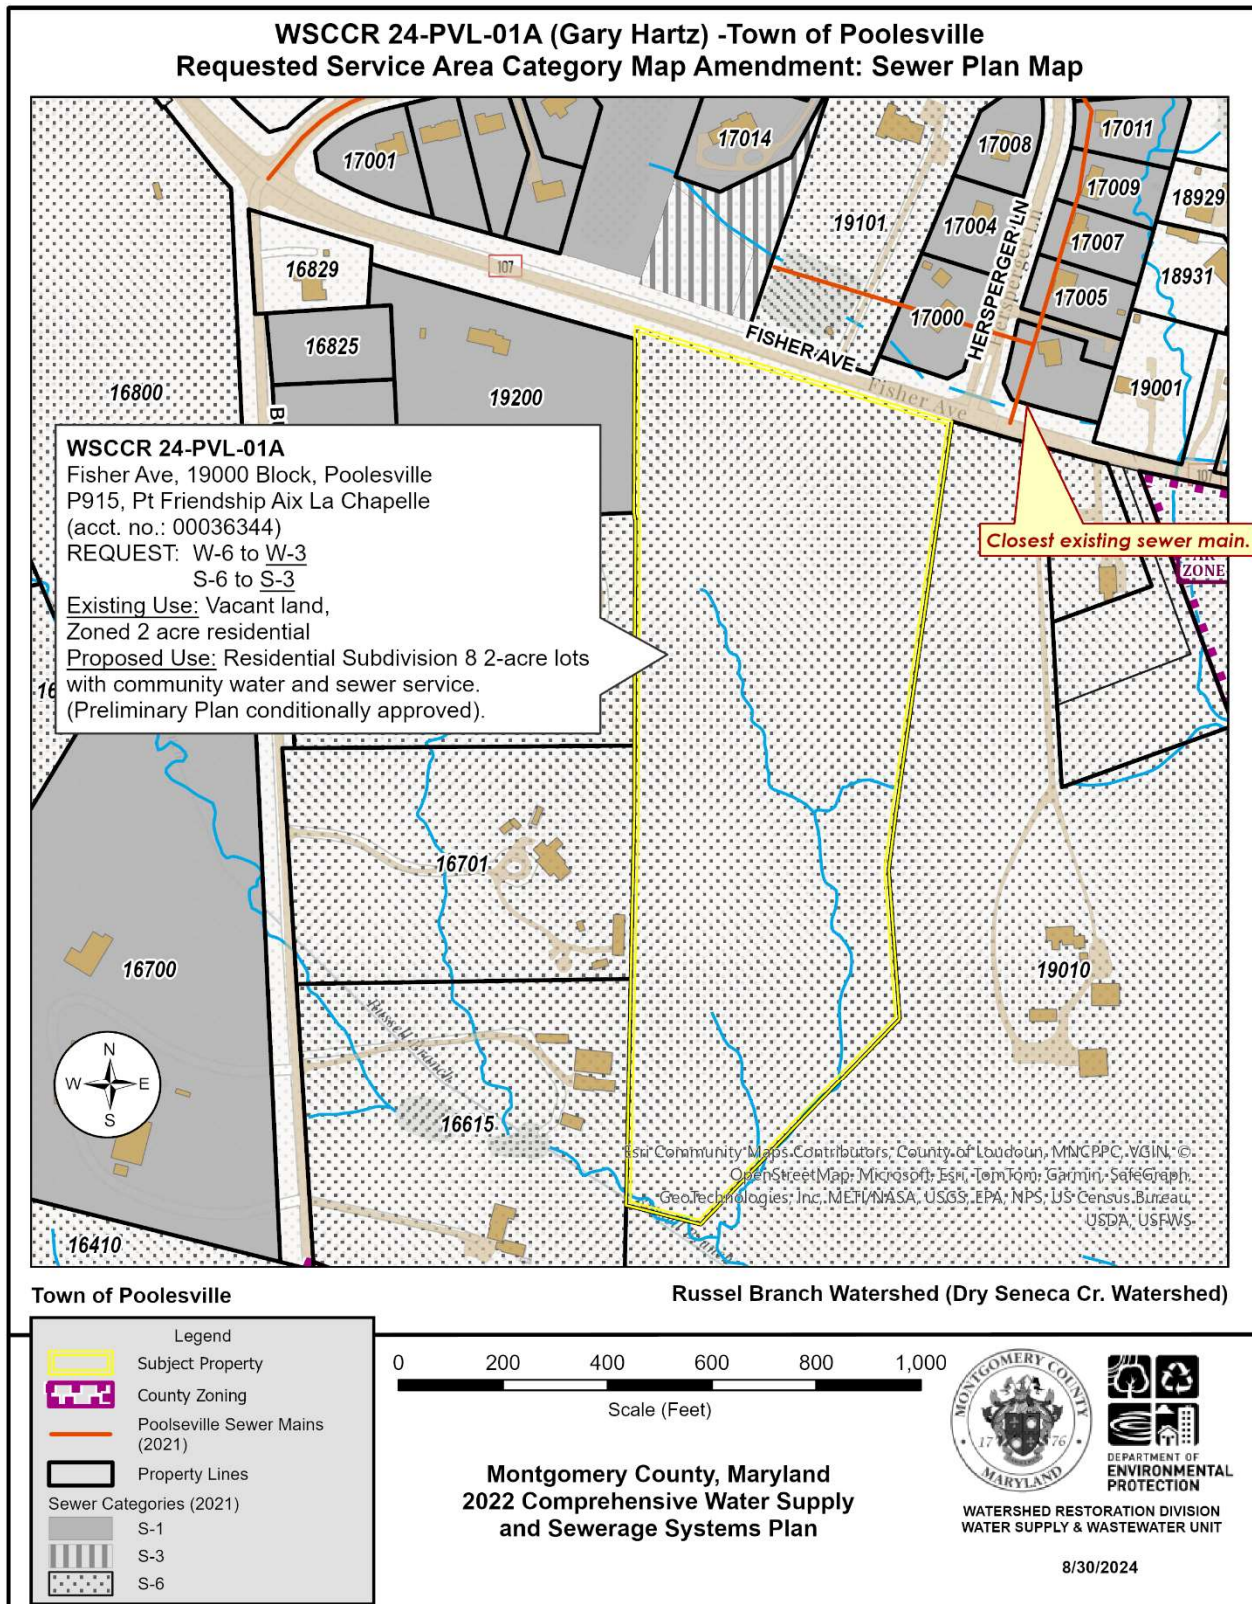 WSCCR 24-PVL-01A (Gary Hartz) -Town of Poolesville
Requested Service Area Category Map Amendment: Sewer Plan Map
17001
17014
17008
17011
17009
18929
19101
17004
17007
18931
16829
107
HERSPERGER LN
Hersperger Ln
17005
17000
16825
FISHER AVE
19001
16800
19200
Fisher Ave
107
WSCCR 24-PVL-01A
Fisher Ave, 19000 Block, Poolesville
P915, Pt Friendship Aix La Chapelle
(acct. no.: 00036344)
REQUEST: W-6 to W-3
S-6 to S-3
Existing Use: Vacant land,
Zoned 2 acre residential
Proposed Use: Residential Subdivision 8 2-acre lots
with community water and sewer service.
(Preliminary Plan conditionally approved).
Closest existing sewer main.
ZONE
16701
16700
19010
N
W E
S
Russell Branch
16615
Esri Community Maps Contributors, County of Loudoun, MNCPPC, VGIN, ©
OpenStreetMap, Microsoft, Esri, TomTom, Garmin, SafeGraph,
GeoTechnologies, Inc, METI/NASA, USGS, EPA, NPS, US Census Bureau,
USDA, USFWS
16410
Town of Poolesville
Russel Branch Watershed (Dry Seneca Cr. Watershed)
Legend
Subject Property
County Zoning
Poolseville Sewer Mains
(2021)
Property Lines
Sewer Categories (2021)
S-1
S-3
S-6
0 200 400 600 800 1,000
Scale (Feet)
Montgomery County, Maryland
2022 Comprehensive Water Supply
and Sewerage Systems Plan
MONTGOMERY COUNTY
17 76
MARYLAND
DEPARTMENT OF
ENVIRONMENTAL
PROTECTION
WATERSHED RESTORATION DIVISION
WATER SUPPLY & WASTEWATER UNIT
8/30/2024